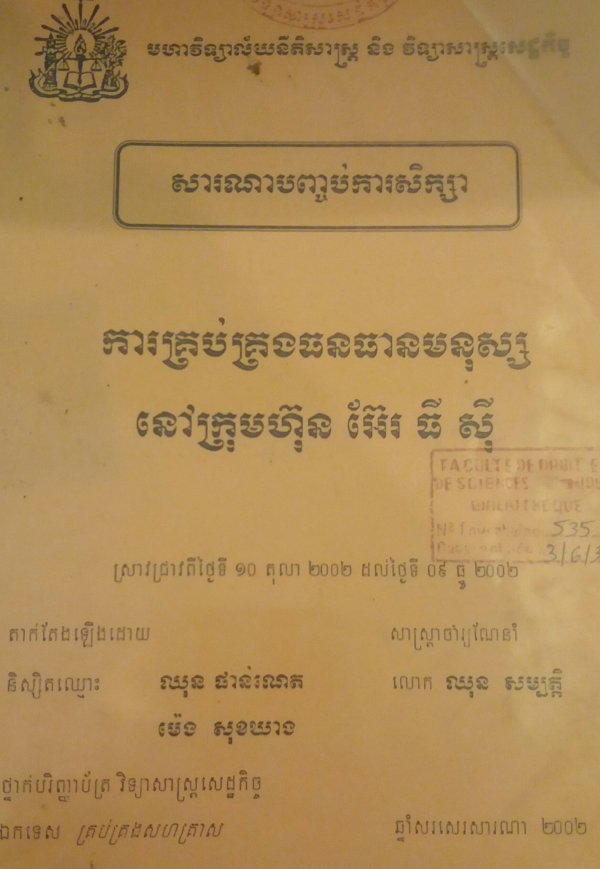 មហាវិទ្យាល័យនីតិសាស្ត្រ និង វិទ្យាសាស្ត្រសេដ្ឋកិច្ច
សារណាបញ្ចប់ការសិក្សា
ការគ្រប់គ្រងធនធានមនុស្ស
នៅក្រុមហ៊ុន អ៊ែរ ធី ស៊ី
FACULTE DE DROIT E
DE SCIENCES
BIBLIOTHEQUE
535
3/6/3
ស្រាវជ្រាវពីថ្ងៃទី ១០ តុលា ២០០២ ដល់ថ្ងៃទី ០៩ ធ្នូ ២០០២
តាក់តែងឡើងដោយ សាស្ត្រាចារ្យណែនាំ
និស្សិតឈ្មោះ ឈុន ផាន់រណត លោក ឈុន សម្បត្តិ
ម៉េង សុខឃាង
ថ្នាក់បរិញ្ញាប័ត្រ វិទ្យាសាស្ត្រសេដ្ឋកិច្ច
ឯកទេស គ្រប់គ្រងសហគ្រាស ឆ្នាំសរសេរសារណា ២០០២